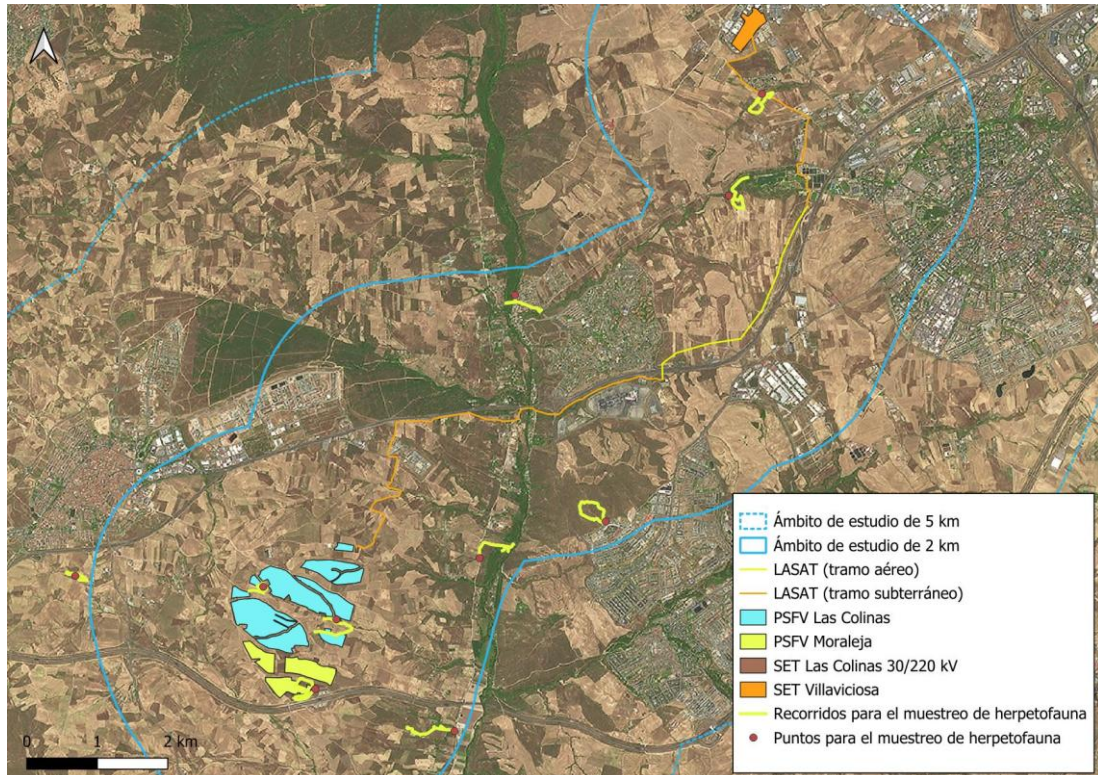 Ámbito de estudio de 5 km
Ámbito de estudio de 2 km
LASAT (tramo aéreo)
LASAT (tramo subterráneo)
PSFV Las Colinas
PSFV Moraleja
SET Las Colinas 30/220 kV
SET Villaviciosa
Recorridos para el muestreo de herpetofauna
Puntos para el muestreo de herpetofauna
0 1 2 km